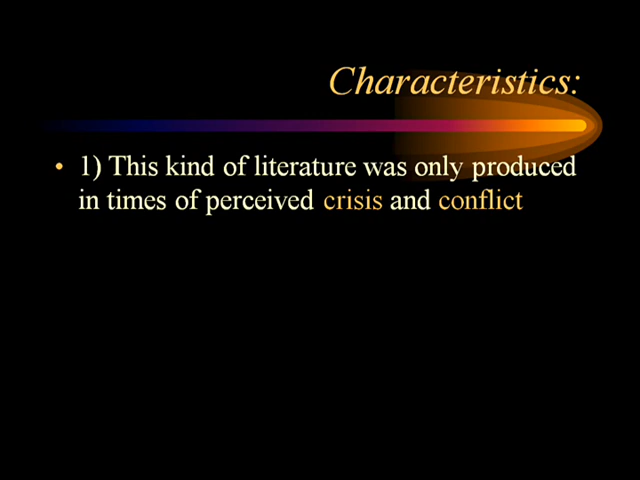 Characteristics:
• 1) This kind of literature was only produced
in times of perceived crisis and conflict